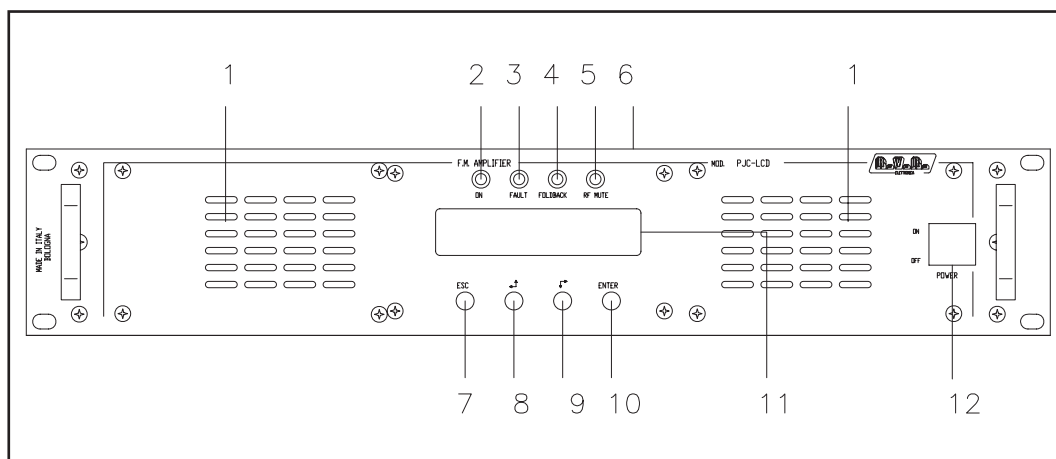 1 2 3 4 5 6 1
F.M. AMPLIFIER MOD. PJC-LCD
R.V.R.
ELETTRONICA
ON FAULT FOLDBACK RF MUTE
MADE IN ITALY
BOLOGNA
ON
OFF
POWER
ESC ENTER
7 8 9 10 11 12